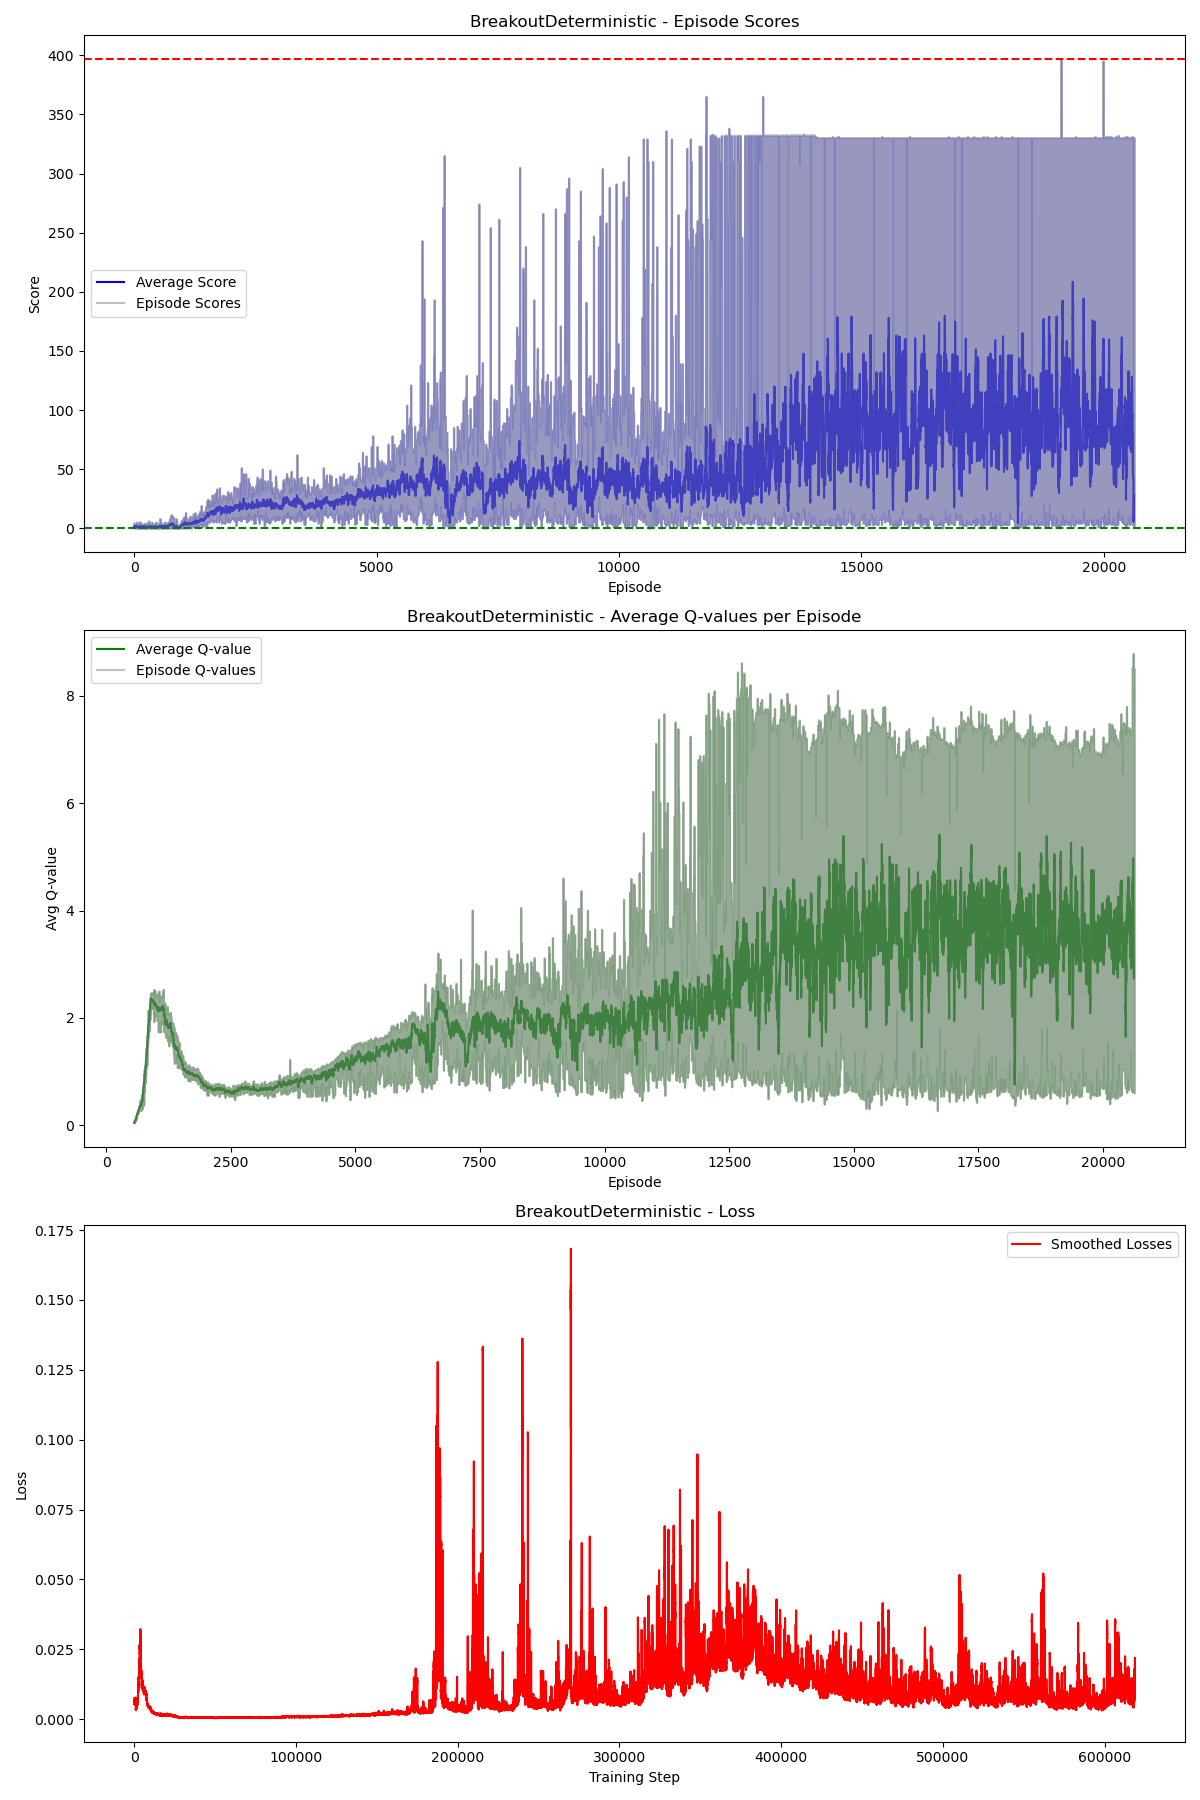 BreakoutDeterministic - Episode Scores
400
350
300
250
200
150
100
50
0
Score
Average Score
Episode Scores
0 5000 10000 15000 20000
Episode
BreakoutDeterministic - Average Q-values per Episode
8
6
4
2
0
Avg Q-value
Average Q-value
Episode Q-values
0 2500 5000 7500 10000 12500 15000 17500 20000
Episode
BreakoutDeterministic - Loss
0.175
0.150
0.125
0.100
0.075
0.050
0.025
0.000
Loss
Smoothed Losses
0 100000 200000 300000 400000 500000 600000
Training Step